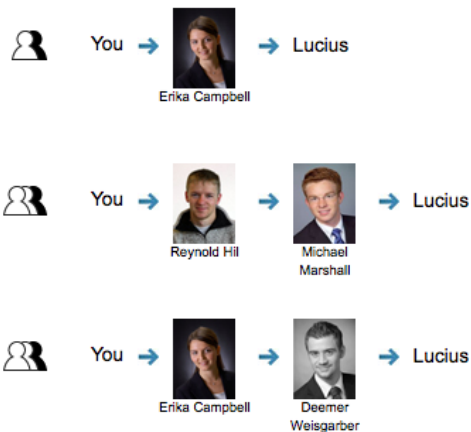 You Lucius
Erika Campbell
You Lucius
Reynold Hil Michael
Marshall
You Lucius
Erika Campbell Deemer
Weisgarber